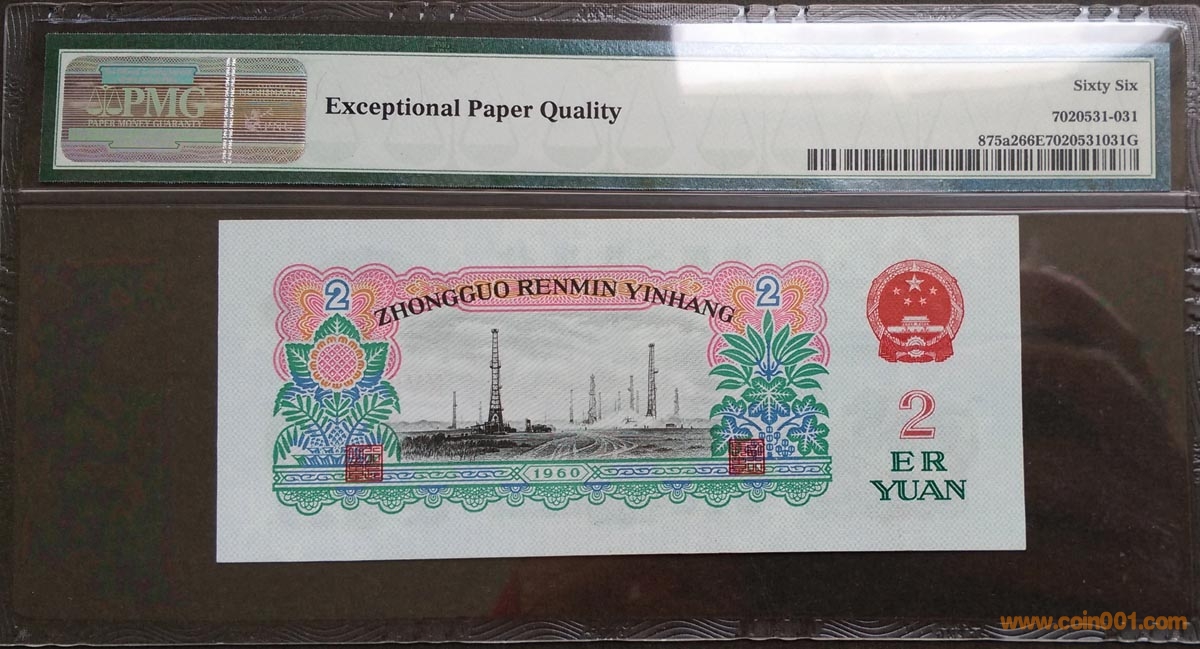 PMG
PAPER MONEY GUARANTY
Exceptional Paper Quality
Sixty Six
7020531-031
875a266E7020531031G
2
ZHONGGUO RENMIN YINHANG
2
1960
2
ER
YUAN
www.coin001.com